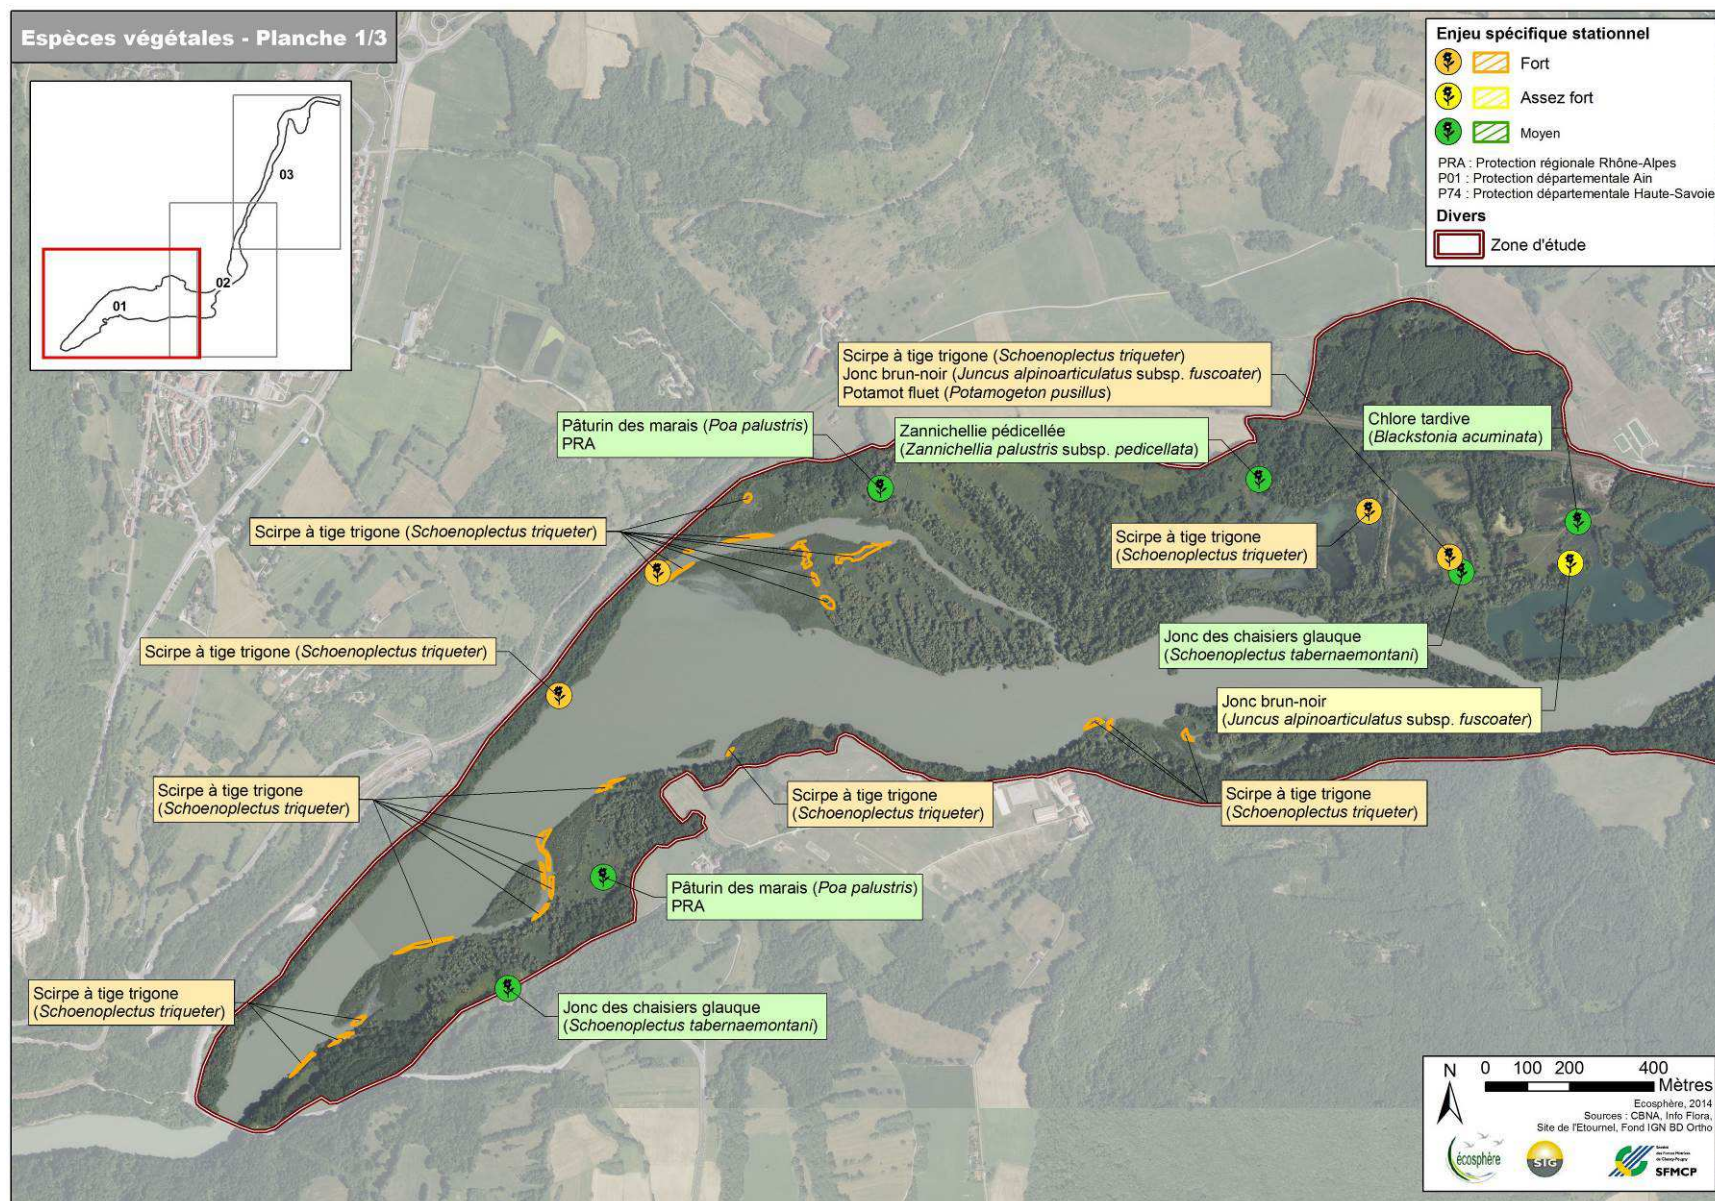 Espèces végétales - Planche 1/3
03
02
01
Enjeu spécifique stationnel
Fort
Assez fort
Moyen
PRA : Protection régionale Rhône-Alpes
P01 : Protection départementale Ain
P74 : Protection départementale Haute-Savoie
Divers
Zone d'étude
Scirpe à tige trigone (Schoenoplectus triqueter)
Jonc brun-noir (Juncus alpinoarticulatus subsp. fuscoater)
Potamot fluet (Potamogeton pusillus)
Pâturin des marais (Poa palustris)
PRA
Zannichellie pédicellée
(Zannichellia palustris subsp. pedicellata)
Chlore tardive
(Blackstonia acuminata)
Scirpe à tige trigone (Schoenoplectus triqueter)
Scirpe à tige trigone
(Schoenoplectus triqueter)
Scirpe à tige trigone (Schoenoplectus triqueter)
Jonc des chaisiers glauque
(Schoenoplectus tabernaemontani)
Jonc brun-noir
(Juncus alpinoarticulatus subsp. fuscoater)
Scirpe à tige trigone
(Schoenoplectus triqueter)
Scirpe à tige trigone
(Schoenoplectus triqueter)
Scirpe à tige trigone
(Schoenoplectus triqueter)
Pâturin des marais (Poa palustris)
PRA
Scirpe à tige trigone
(Schoenoplectus triqueter)
Jonc des chaisiers glauque
(Schoenoplectus tabernaemontani)
N
0 100 200 400
Mètres
Ecosphère, 2014
Sources : CBNA, Info Flora,
Site de l'Etournel, Fond IGN BD Ortho
écosphère
SIG
SFMCP